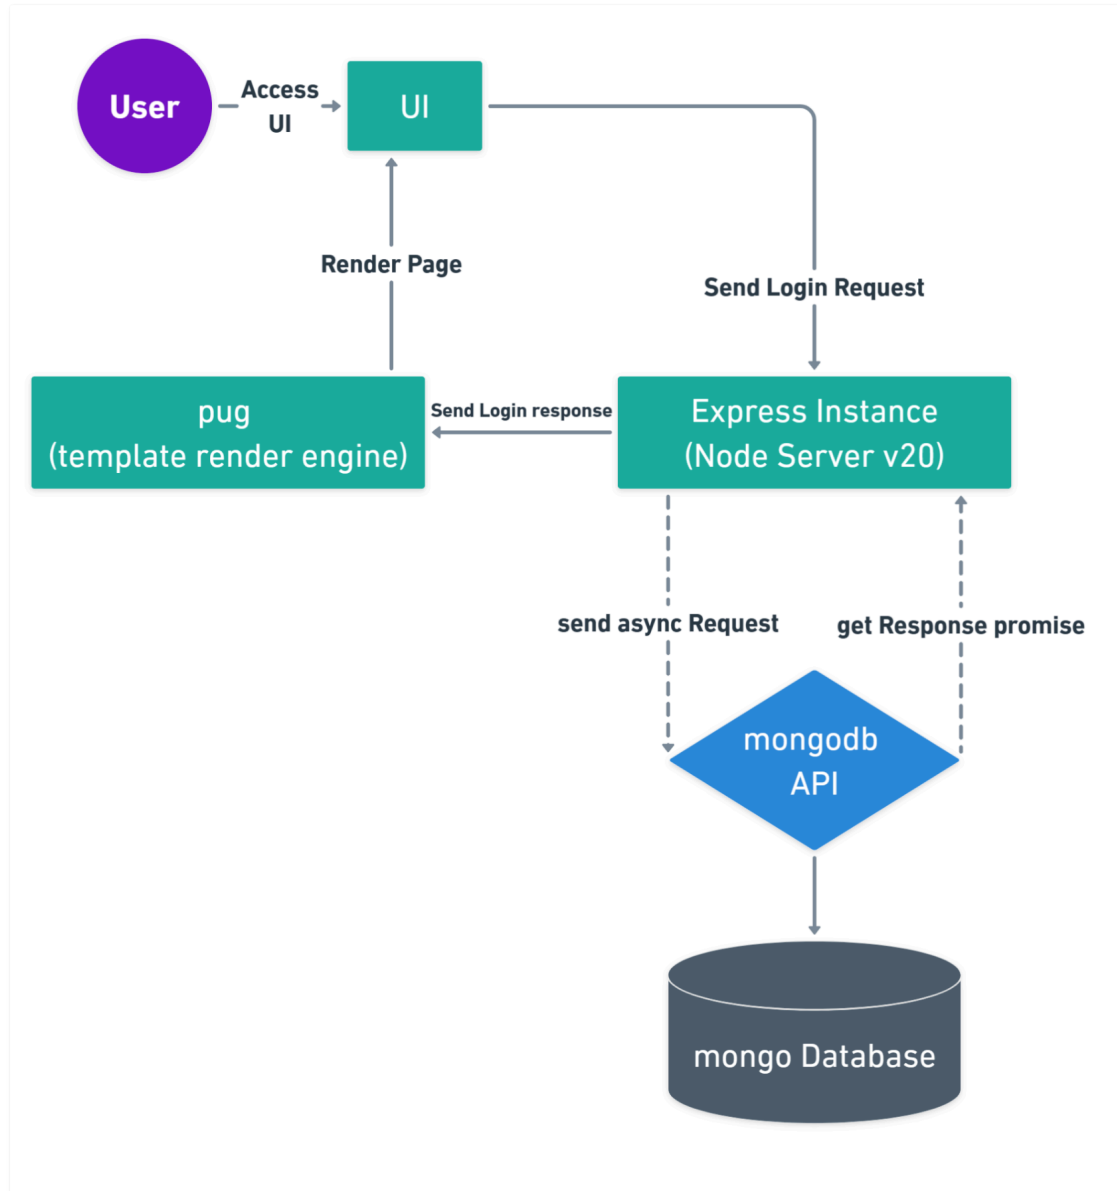 User
Access
UI
UI
Render Page
Send Login Request
pug
(template render engine)
Send Login response
Express Instance
(Node Server v20)
send async Request
get Response promise
mongodb
API
mongo Database